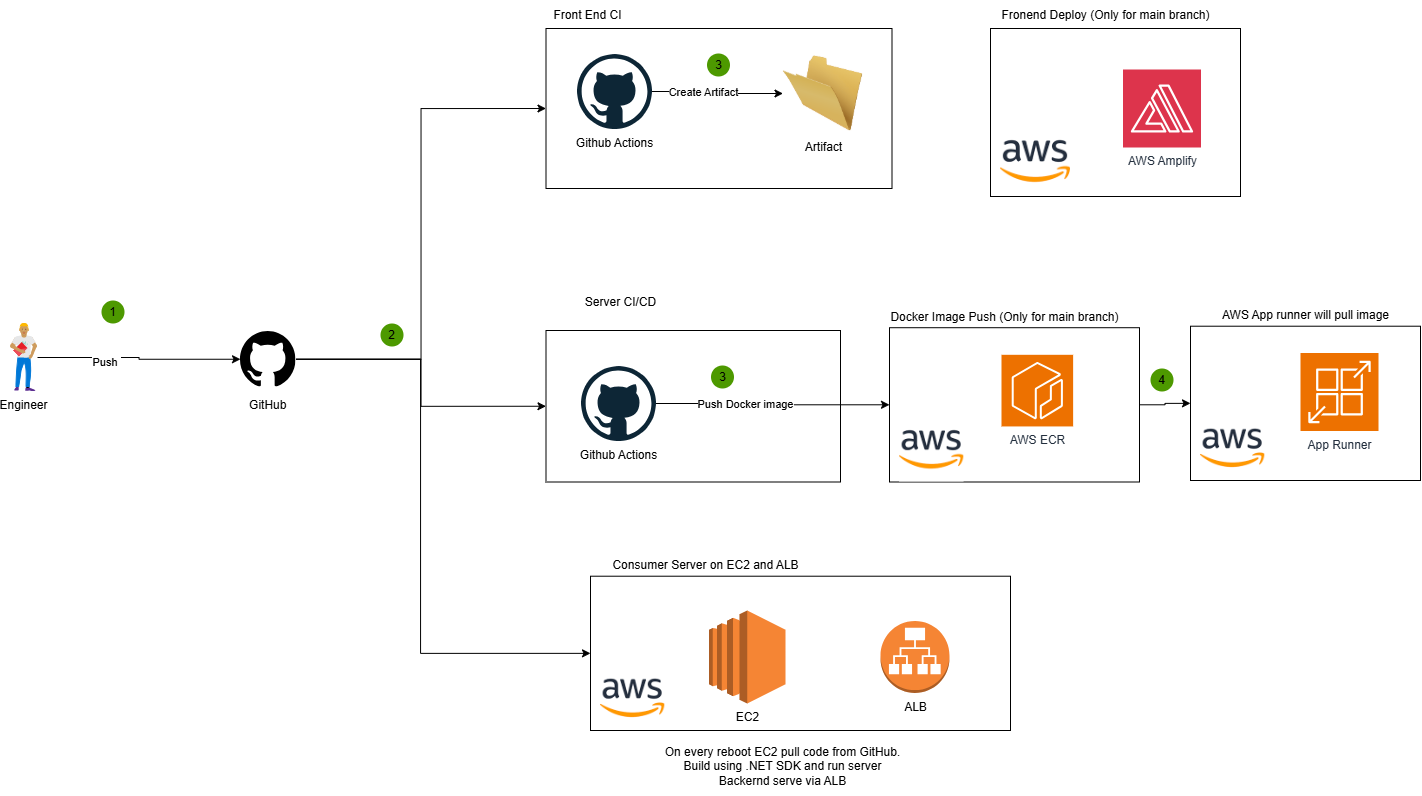 Front End CI
Fronend Deploy (Only for main branch)
3
Create Artifact
Github Actions
Artifact
aws
AWS Amplify
Server CI/CD
1
Push
Engineer
GitHub
2
Docker Image Push (Only for main branch)
AWS App runner will pull image
3
Push Docker image
Github Actions
aws
AWS ECR
4
aws
App Runner
Consumer Server on EC2 and ALB
aws
EC2
ALB
On every reboot EC2 pull code from GitHub.
Build using .NET SDK and run server
Backernd serve via ALB